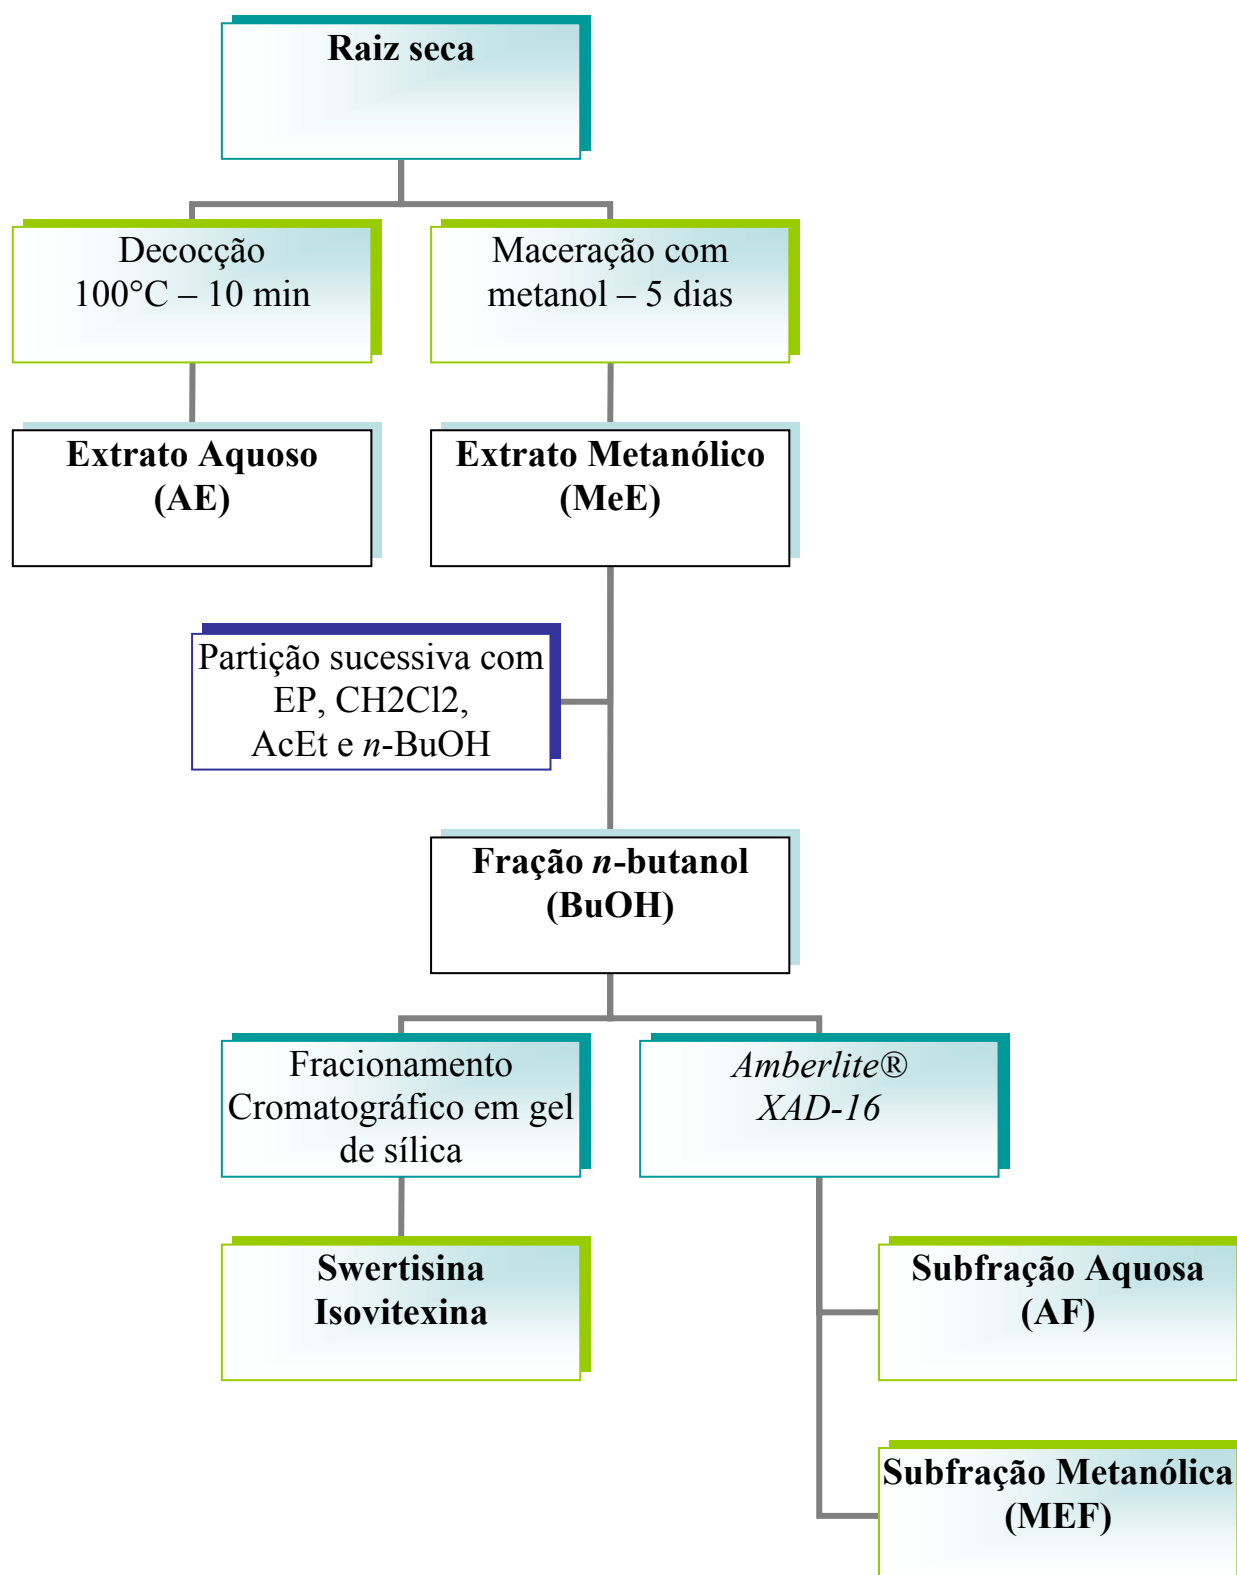 Raiz seca
Decocção
100°C – 10 min
Maceração com
metanol – 5 dias
Extrato Aquoso
(AE)
Extrato Metanólico
(MeE)
Partição sucessiva com
EP, CH2Cl2,
AcEt e n-BuOH
Fração n-butanol
(BuOH)
Fracionamento
Cromatográfico em gel
de sílica
Amberlite®
XAD-16
Swertisina
Isovitexina
Subfração Aquosa
(AF)
Subfração Metanólica
(MEF)